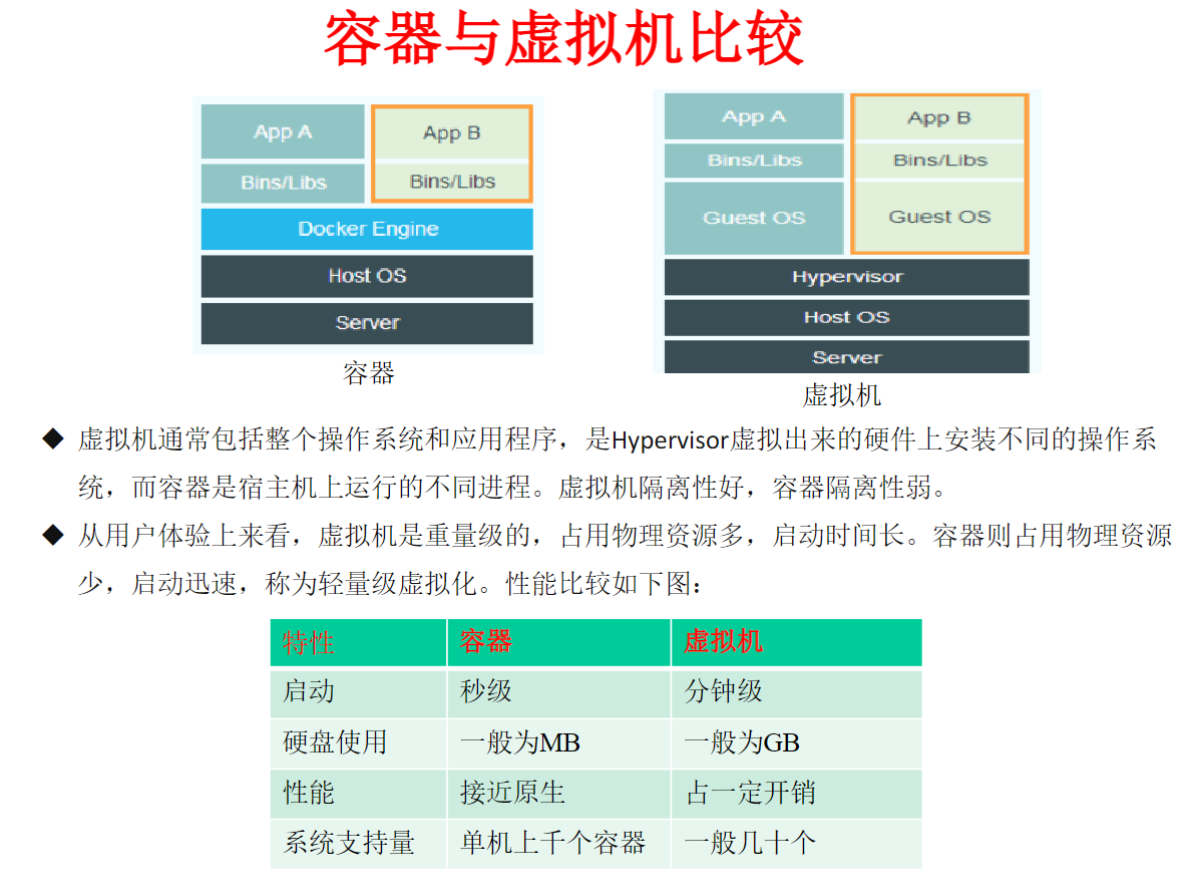 容器与虚拟机比较
App A
App B
Bins/Libs
Bins/Libs
Docker Engine
Host OS
Server
容器
App A
App B
Bins/Libs
Bins/Libs
Guest OS
Guest OS
Hypervisor
Host OS
Server
虚拟机
◆ 虚拟机通常包括整个操作系统和应用程序，是Hypervisor虚拟出来的硬件上安装不同的操作系
统，而容器是宿主机上运行的不同进程。虚拟机隔离性好，容器隔离性弱。
◆ 从用户体验上来看，虚拟机是重量级的，占用物理资源多，启动时间长。容器则占用物理资源
少，启动迅速，称为轻量级虚拟化。性能比较如下图：
特性 容器 虚拟机
启动 秒级 分钟级
硬盘使用 一般为MB 一般为GB
性能 接近原生 占一定开销
系统支持量 单机上千个容器 一般几十个